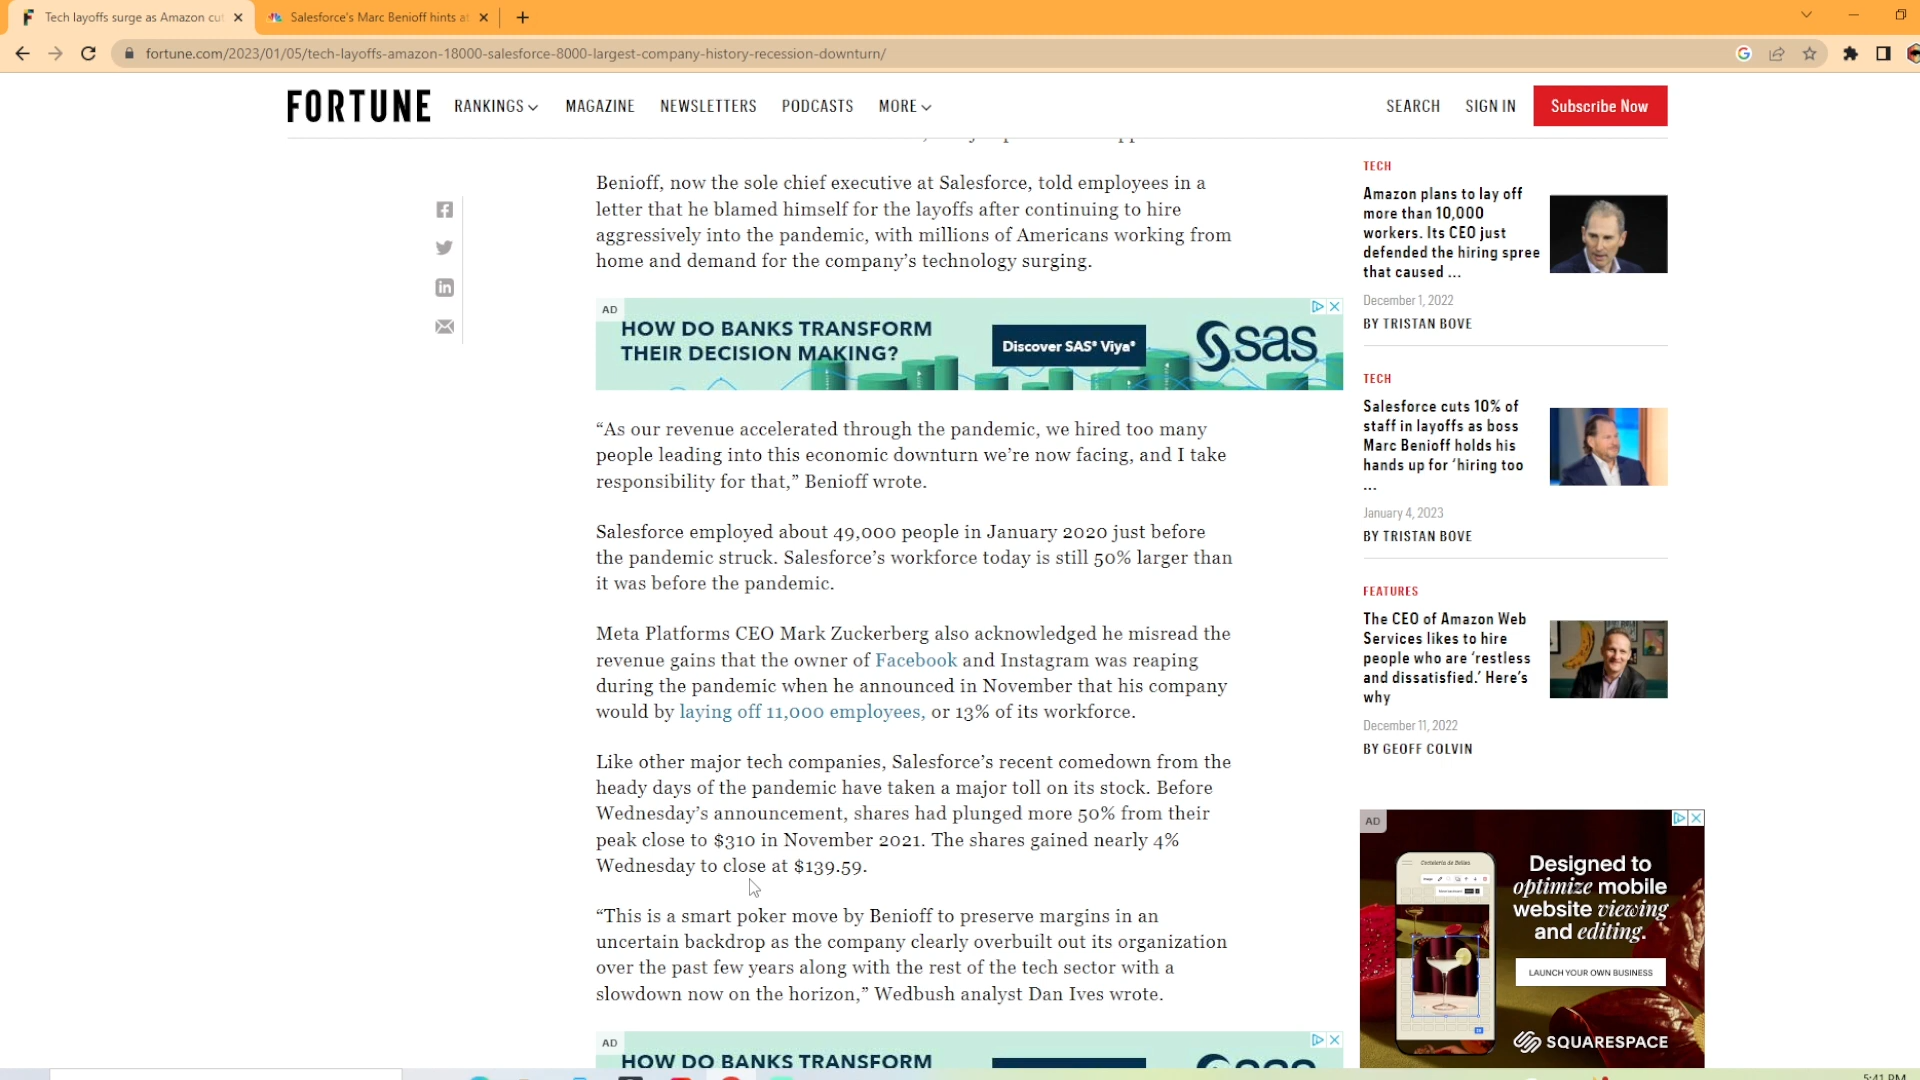 Tech layoffs surge as Amazon cu
Salesforce's Marc Benioff hints at
fortune.com/2023/01/05/tech-layoffs-amazon-18000-salesforce-8000-largest-company-history-recession-downturn/
FORTUNE
RANKINGS
MAGAZINE
NEWSLETTERS
PODCASTS
MORE
SEARCH
SIGN IN
Subscribe Now
Benioff, now the sole chief executive at Salesforce, told employees in a
letter that he blamed himself for the layoffs after continuing to hire
aggressively into the pandemic, with millions of Americans working from
home and demand for the company’s technology surging.
AD
HOW DO BANKS TRANSFORM
THEIR DECISION MAKING?
Discover SAS® Viya®
sas
“As our revenue accelerated through the pandemic, we hired too many
people leading into this economic downturn we’re now facing, and I take
responsibility for that,” Benioff wrote.
Salesforce employed about 49,000 people in January 2020 just before
the pandemic struck. Salesforce’s workforce today is still 50% larger than
it was before the pandemic.
Meta Platforms CEO Mark Zuckerberg also acknowledged he misread the
revenue gains that the owner of Facebook and Instagram was reaping
during the pandemic when he announced in November that his company
would by laying off 11,000 employees, or 13% of its workforce.
Like other major tech companies, Salesforce’s recent comedown from the
heady days of the pandemic have taken a major toll on its stock. Before
Wednesday’s announcement, shares had plunged more 50% from their
peak close to $310 in November 2021. The shares gained nearly 4%
Wednesday to close at $139.59.
“This is a smart poker move by Benioff to preserve margins in an
uncertain backdrop as the company clearly overbuilt out its organization
over the past few years along with the rest of the tech sector with a
slowdown now on the horizon,” Wedbush analyst Dan Ives wrote.
AD
HOW DO BANKS TRANSFORM
TECH
Amazon plans to lay off
more than 10,000
workers. Its CEO just
defended the hiring spree
that caused ...
December 1, 2022
BY TRISTAN BOVE
TECH
Salesforce cuts 10% of
staff in layoffs as boss
Marc Benioff holds his
hands up for ‘hiring too
...
January 4, 2023
BY TRISTAN BOVE
FEATURES
The CEO of Amazon Web
Services likes to hire
people who are ‘restless
and dissatisfied.’ Here’s
why
December 11, 2022
BY GEOFF COLVIN
AD
Designed to
optimize mobile
website viewing
and editing.
LAUNCH YOUR OWN BUSINESS
SQUARESPACE
5:41 PM